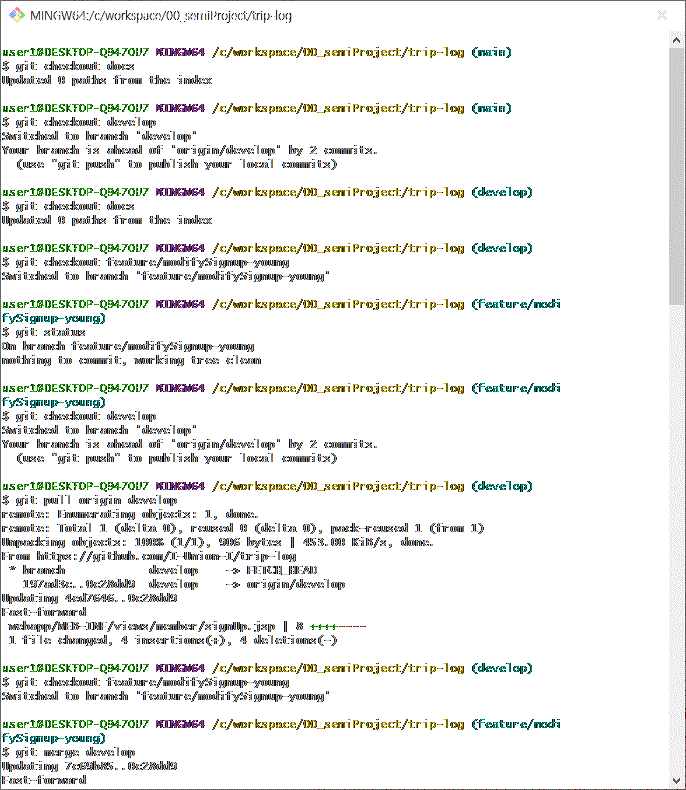 MINGW64:/c/workspace/00_semiProject/trip-log
user1@DESKTOP-Q947OU7 MINGW64 /c/workspace/00_semiProject/trip-log (main)
$ git checkout docs
Updated 0 paths from the index
user1@DESKTOP-Q947OU7 MINGW64 /c/workspace/00_semiProject/trip-log (main)
$ git checkout develop
Switched to branch 'develop'
Your branch is ahead of 'origin/develop' by 2 commits.
(use "git push" to publish your local commits)
user1@DESKTOP-Q947OU7 MINGW64 /c/workspace/00_semiProject/trip-log (develop)
$ git checkout docs
Updated 0 paths from the index
user1@DESKTOP-Q947OU7 MINGW64 /c/workspace/00_semiProject/trip-log (develop)
$ git checkout feature/modifySignup-young
Switched to branch 'feature/modifySignup-young'
user1@DESKTOP-Q947OU7 MINGW64 /c/workspace/00_semiProject/trip-log (feature/modi
fySignup-young)
$ git status
On branch feature/modifySignup-young
nothing to commit, working tree clean
user1@DESKTOP-Q947OU7 MINGW64 /c/workspace/00_semiProject/trip-log (feature/modi
fySignup-young)
$ git checkout develop
Switched to branch 'develop'
Your branch is ahead of 'origin/develop' by 2 commits.
(use "git push" to publish your local commits)
user1@DESKTOP-Q947OU7 MINGW64 /c/workspace/00_semiProject/trip-log (develop)
$ git pull origin develop
remote: Enumerating objects: 1, done.
remote: Total 1 (delta 0), reused 0 (delta 0), pack-reused 1 (from 1)
Unpacking objects: 100% (1/1), 906 bytes | 453.00 KiB/s, done.
From https://github.com/I-Union-I/trip-log
* branch develop -> FETCH_HEAD
197ad3c..0c28dd9 develop -> origin/develop
Updating 4ed7646..0c28dd9
Fast-forward
webapp/WEB-INF/views/member/signUp.jsp | 8 ++++----
1 file changed, 4 insertions(+), 4 deletions(-)
user1@DESKTOP-Q947OU7 MINGW64 /c/workspace/00_semiProject/trip-log (develop)
$ git checkout feature/modifySignup-young
Switched to branch 'feature/modifySignup-young'
user1@DESKTOP-Q947OU7 MINGW64 /c/workspace/00_semiProject/trip-log (feature/modi
fySignup-young)
$ git merge develop
Updating 7c69b85..0c28dd9
Fast-forward